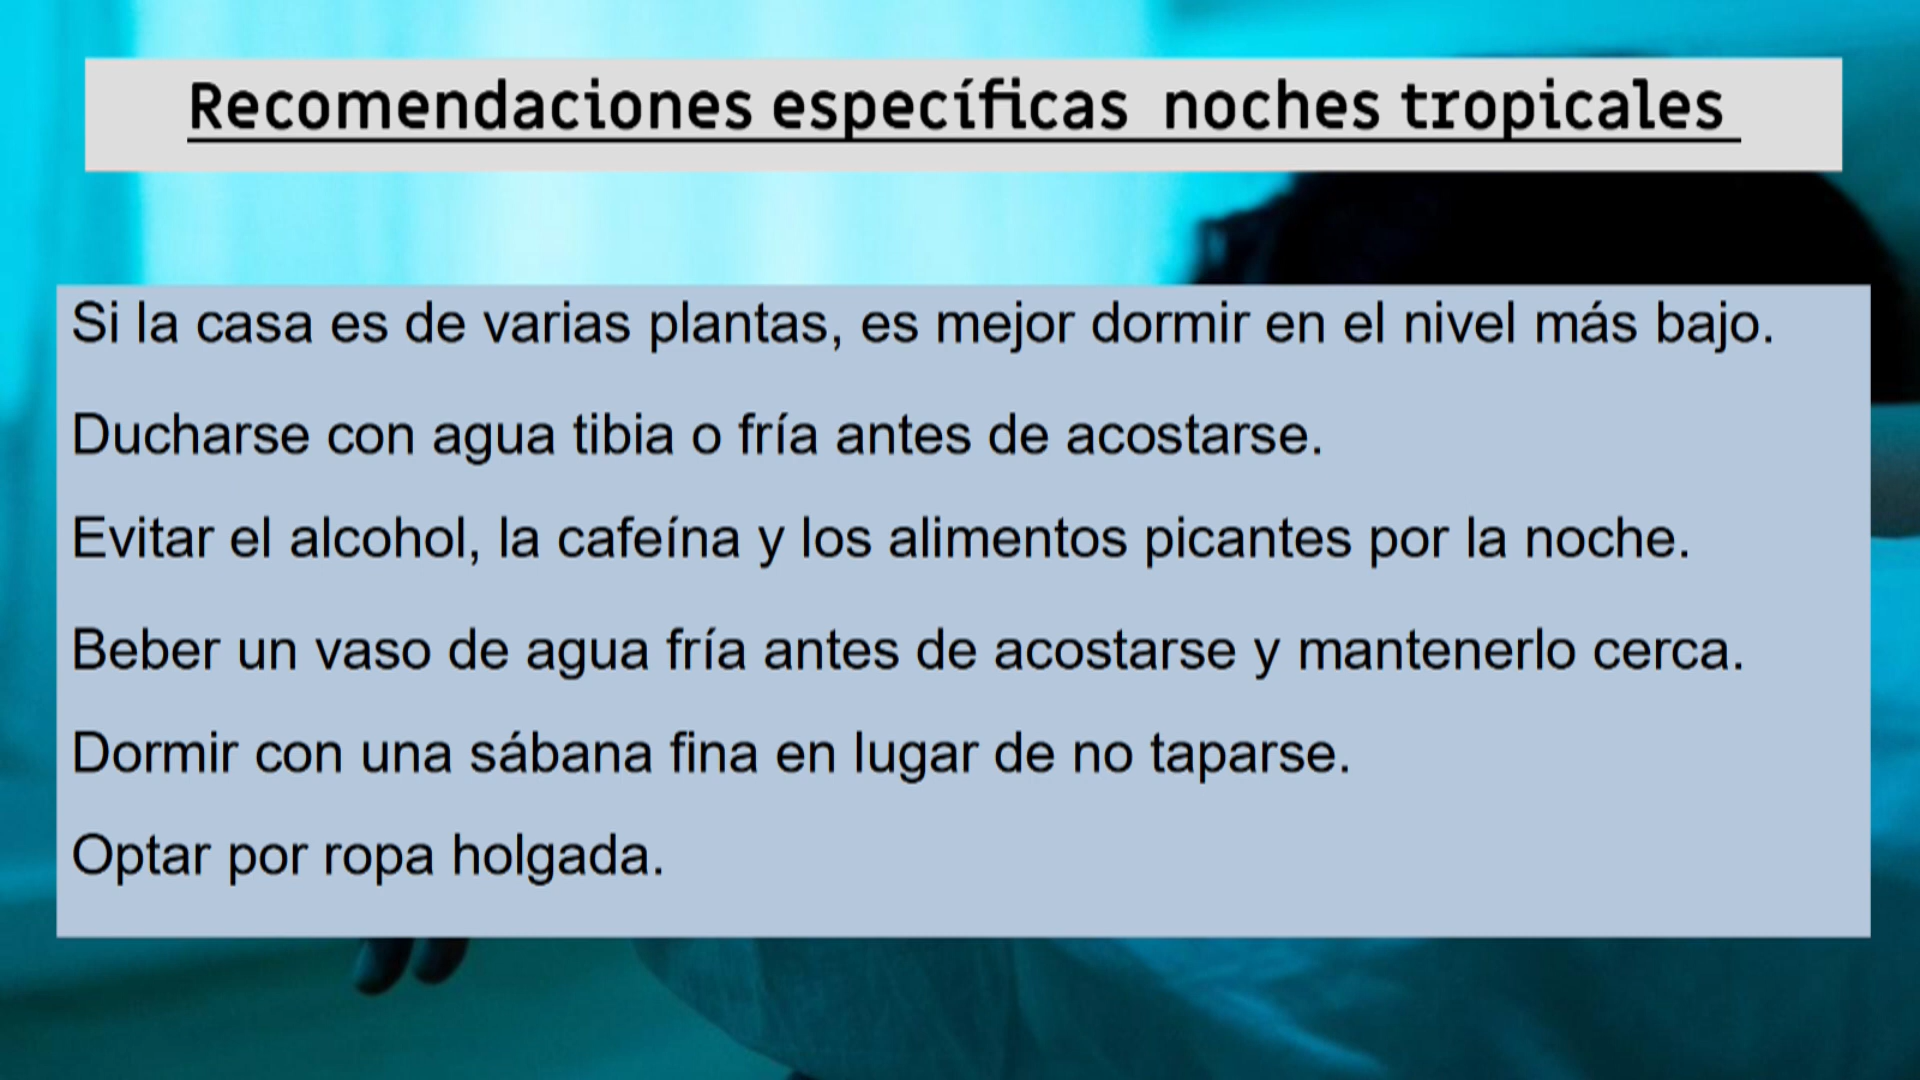 Recomendaciones específicas noches tropicales
Si la casa es de varias plantas, es mejor dormir en el nivel más bajo.
Ducharse con agua tibia o fría antes de acostarse.
Evitar el alcohol, la cafeína y los alimentos picantes por la noche.
Beber un vaso de agua fría antes de acostarse y mantenerlo cerca.
Dormir con una sábana fina en lugar de no taparse.
Optar por ropa holgada.